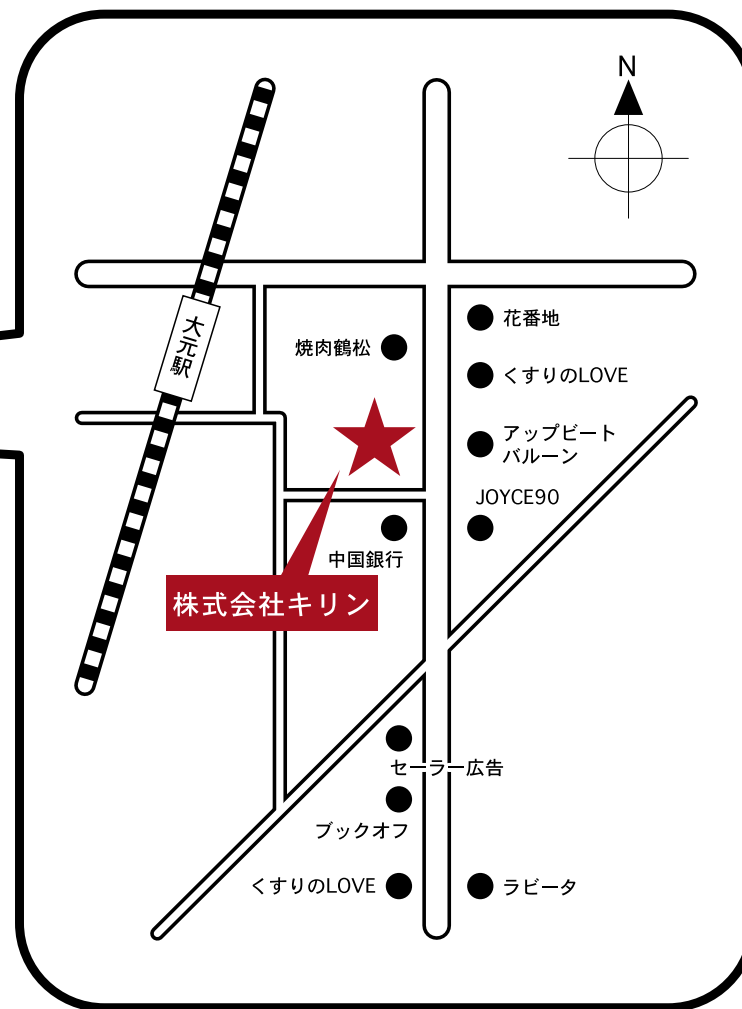 N
花番地
大元駅
焼肉鶴松
くすりのLOVE
アップビート
バルーン
JOYCE90
中国銀行
株式会社キリン
セーラー広告
ブックオフ
くすりのLOVE
ラビータ